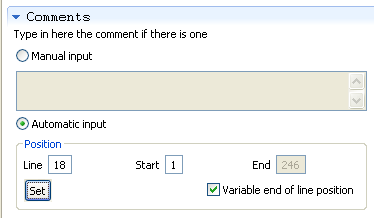 Comments
Type in here the comment if there is one
Manual input
Automatic input
Position
Line 18 Start 1 End 246
Set Variable end of line position